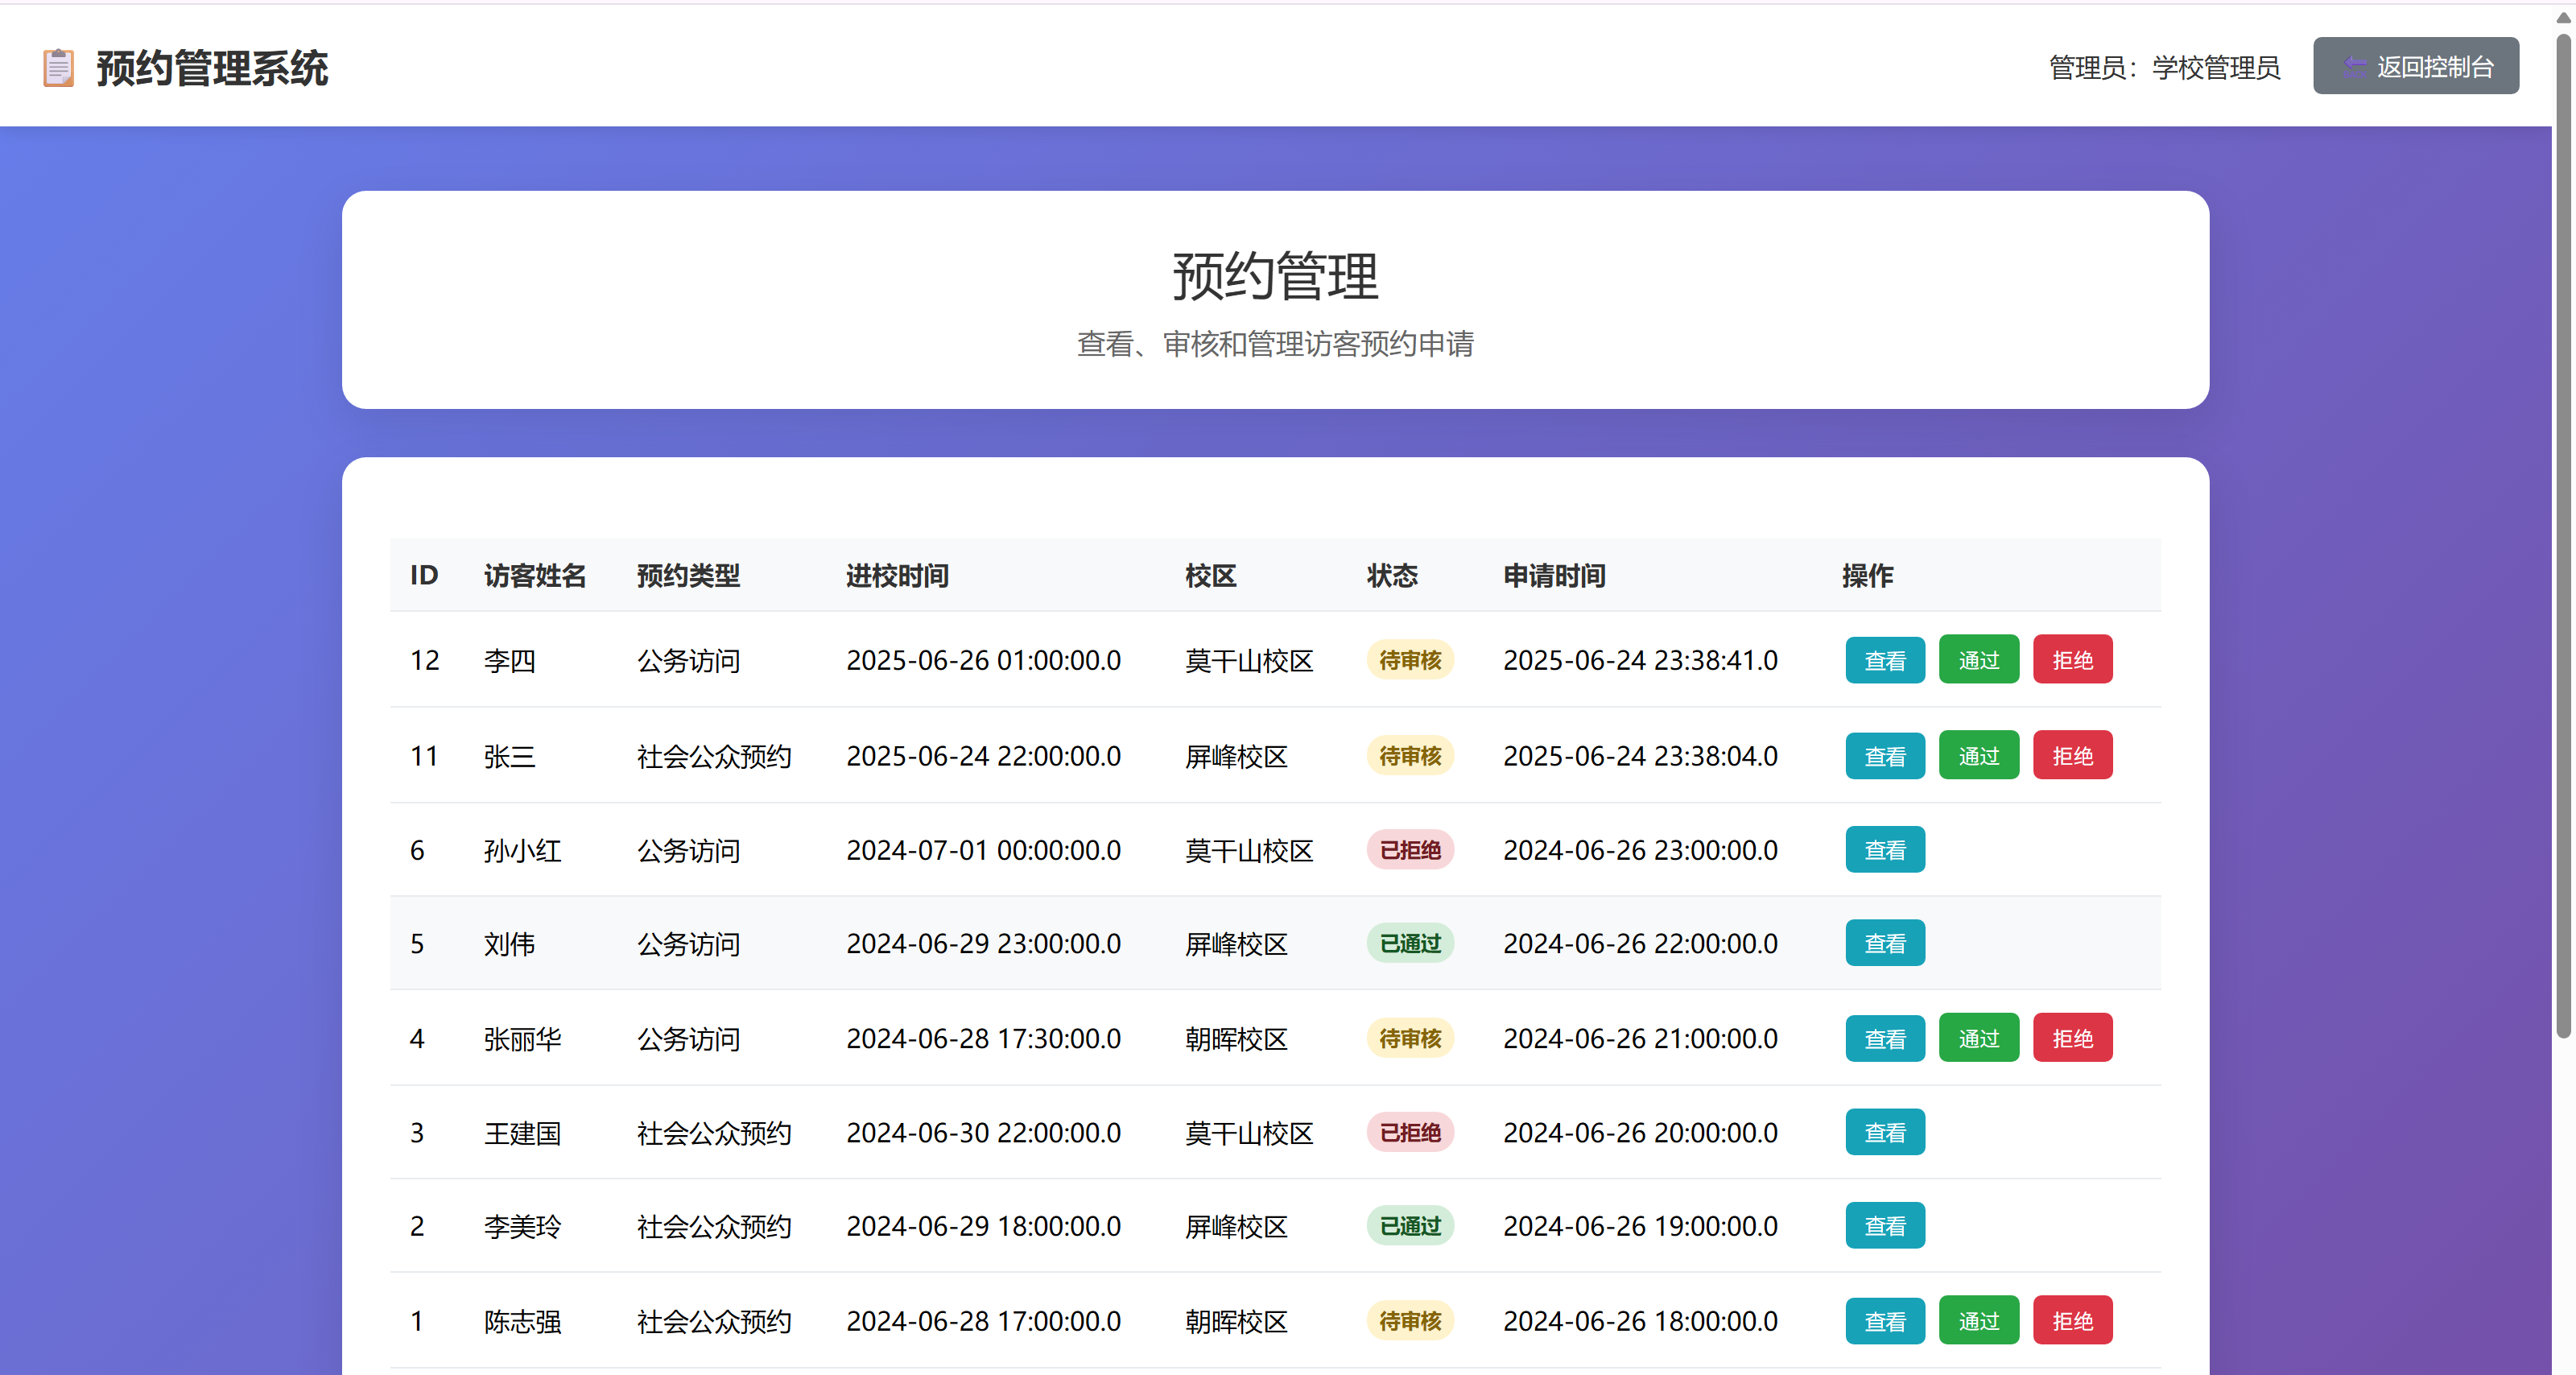 预约管理系统
管理员：学校管理员 返回控制台
预约管理
查看、审核和管理访客预约申请
ID 访客姓名 预约类型 进校时间 校区 状态 申请时间 操作
12 李四 公务访问 2025-06-26 01:00:00.0 莫干山校区 待审核 2025-06-24 23:38:41.0 查看 通过 拒绝
11 张三 社会公众预约 2025-06-24 22:00:00.0 屏峰校区 待审核 2025-06-24 23:38:04.0 查看 通过 拒绝
6 孙小红 公务访问 2024-07-01 00:00:00.0 莫干山校区 已拒绝 2024-06-26 23:00:00.0 查看
5 刘伟 公务访问 2024-06-29 23:00:00.0 屏峰校区 已通过 2024-06-26 22:00:00.0 查看
4 张丽华 公务访问 2024-06-28 17:30:00.0 朝晖校区 待审核 2024-06-26 21:00:00.0 查看 通过 拒绝
3 王建国 社会公众预约 2024-06-30 22:00:00.0 莫干山校区 已拒绝 2024-06-26 20:00:00.0 查看
2 李美玲 社会公众预约 2024-06-29 18:00:00.0 屏峰校区 已通过 2024-06-26 19:00:00.0 查看
1 陈志强 社会公众预约 2024-06-28 17:00:00.0 朝晖校区 待审核 2024-06-26 18:00:00.0 查看 通过 拒绝